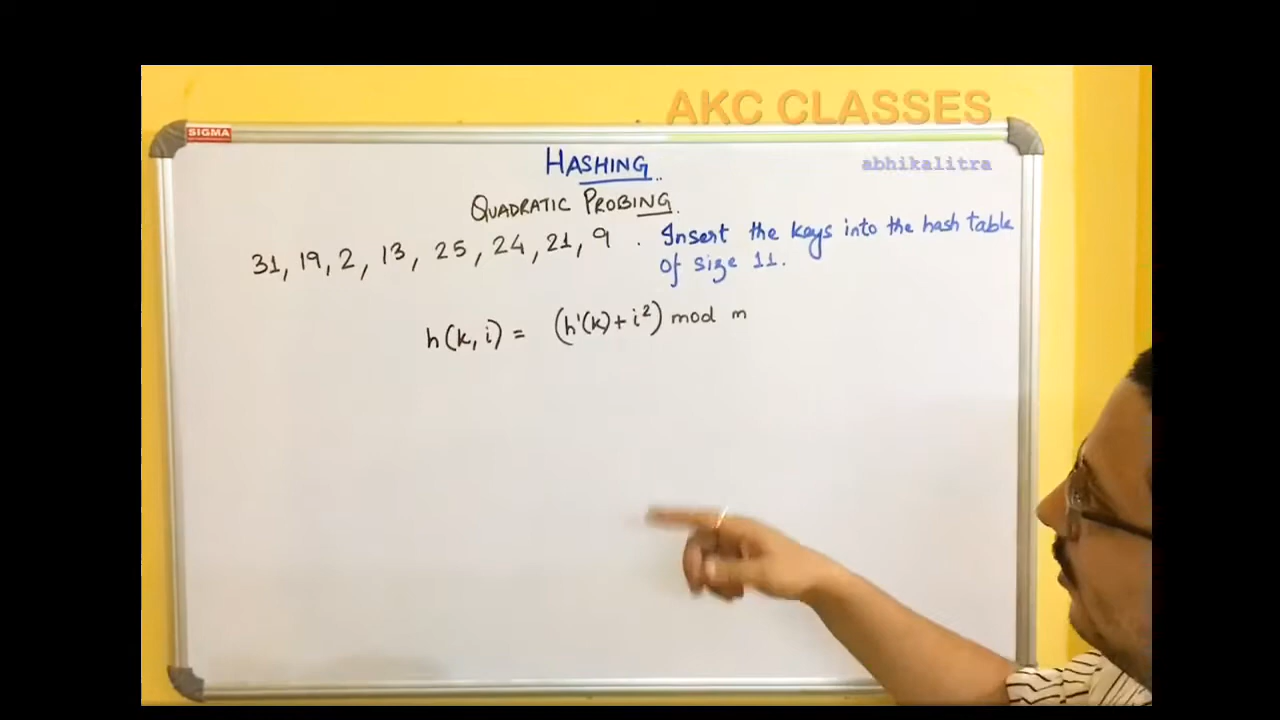 AKC CLASSES
SIGMA
HASHING
abhikalitra
QUADRATIC PROBING.
31, 19, 2, 13, 25, 24, 21, 9 . Insert the keys into the hash table
of size 11.
h(k, i) = (h'(k) + i²) mod m